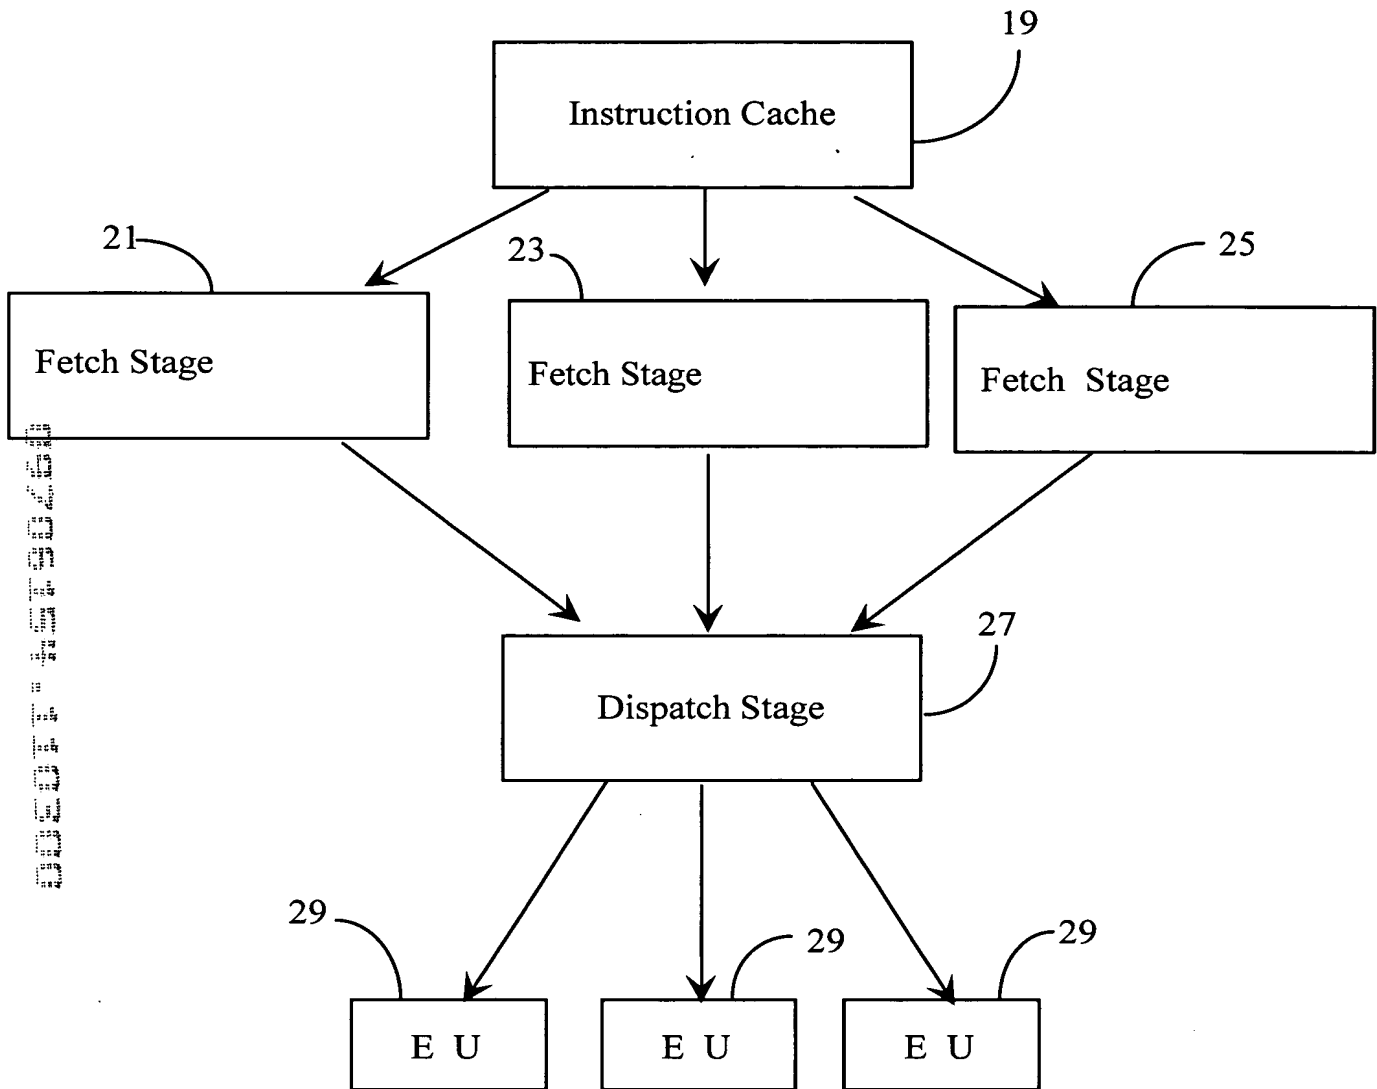 19
Instruction Cache
21
23
25
Fetch Stage
Fetch Stage
Fetch Stage
27
Dispatch Stage
29
29
29
E U
E U
E U